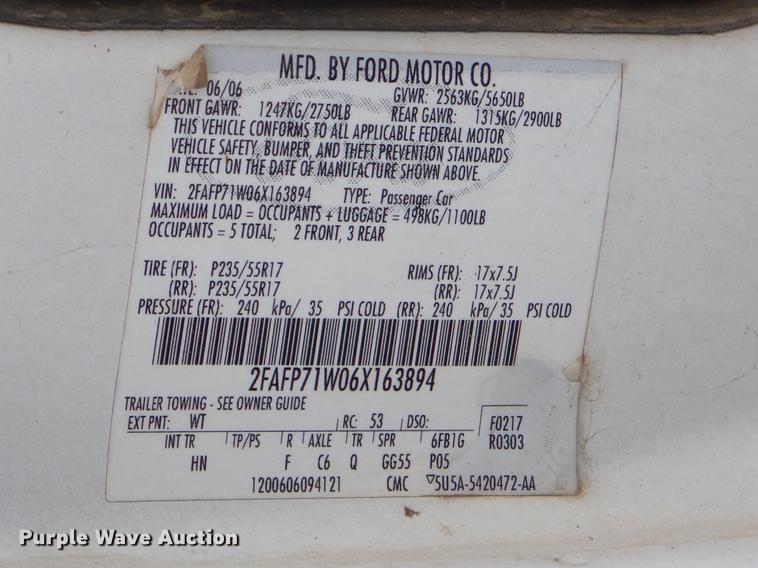 MFD. BY FORD MOTOR CO.
DATE: 06/06 GVWR: 2563KG/5650LB
FRONT GAWR: 1247KG/2750LB REAR GAWR: 1315KG/2900LB
THIS VEHICLE CONFORMS TO ALL APPLICABLE FEDERAL MOTOR
VEHICLE SAFETY, BUMPER, AND THEFT PREVENTION STANDARDS
IN EFFECT ON THE DATE OF MANUFACTURE SHOWN ABOVE.
VIN: 2FAFP71W06X163894 TYPE: Passenger Car
MAXIMUM LOAD = OCCUPANTS + LUGGAGE = 498KG/1100LB
OCCUPANTS = 5 TOTAL; 2 FRONT, 3 REAR
TIRE (FR): P235/55R17 RIMS (FR): 17x7.5J
(RR): P235/55R17 (RR): 17x7.5J
PRESSURE (FR): 240 kPa/ 35 PSI COLD (RR): 240 kPa/ 35 PSI COLD
2FAFP71W06X163894
TRAILER TOWING - SEE OWNER GUIDE
EXT PNT: WT RC: 53 DSO: F0217
INT TR TP/PS R AXLE TR SPR 6FB1G R0303
HN F C6 Q GG55 P05
1200606094121 CMC ▽5U5A-5420472-AA
Purple Wave Auction